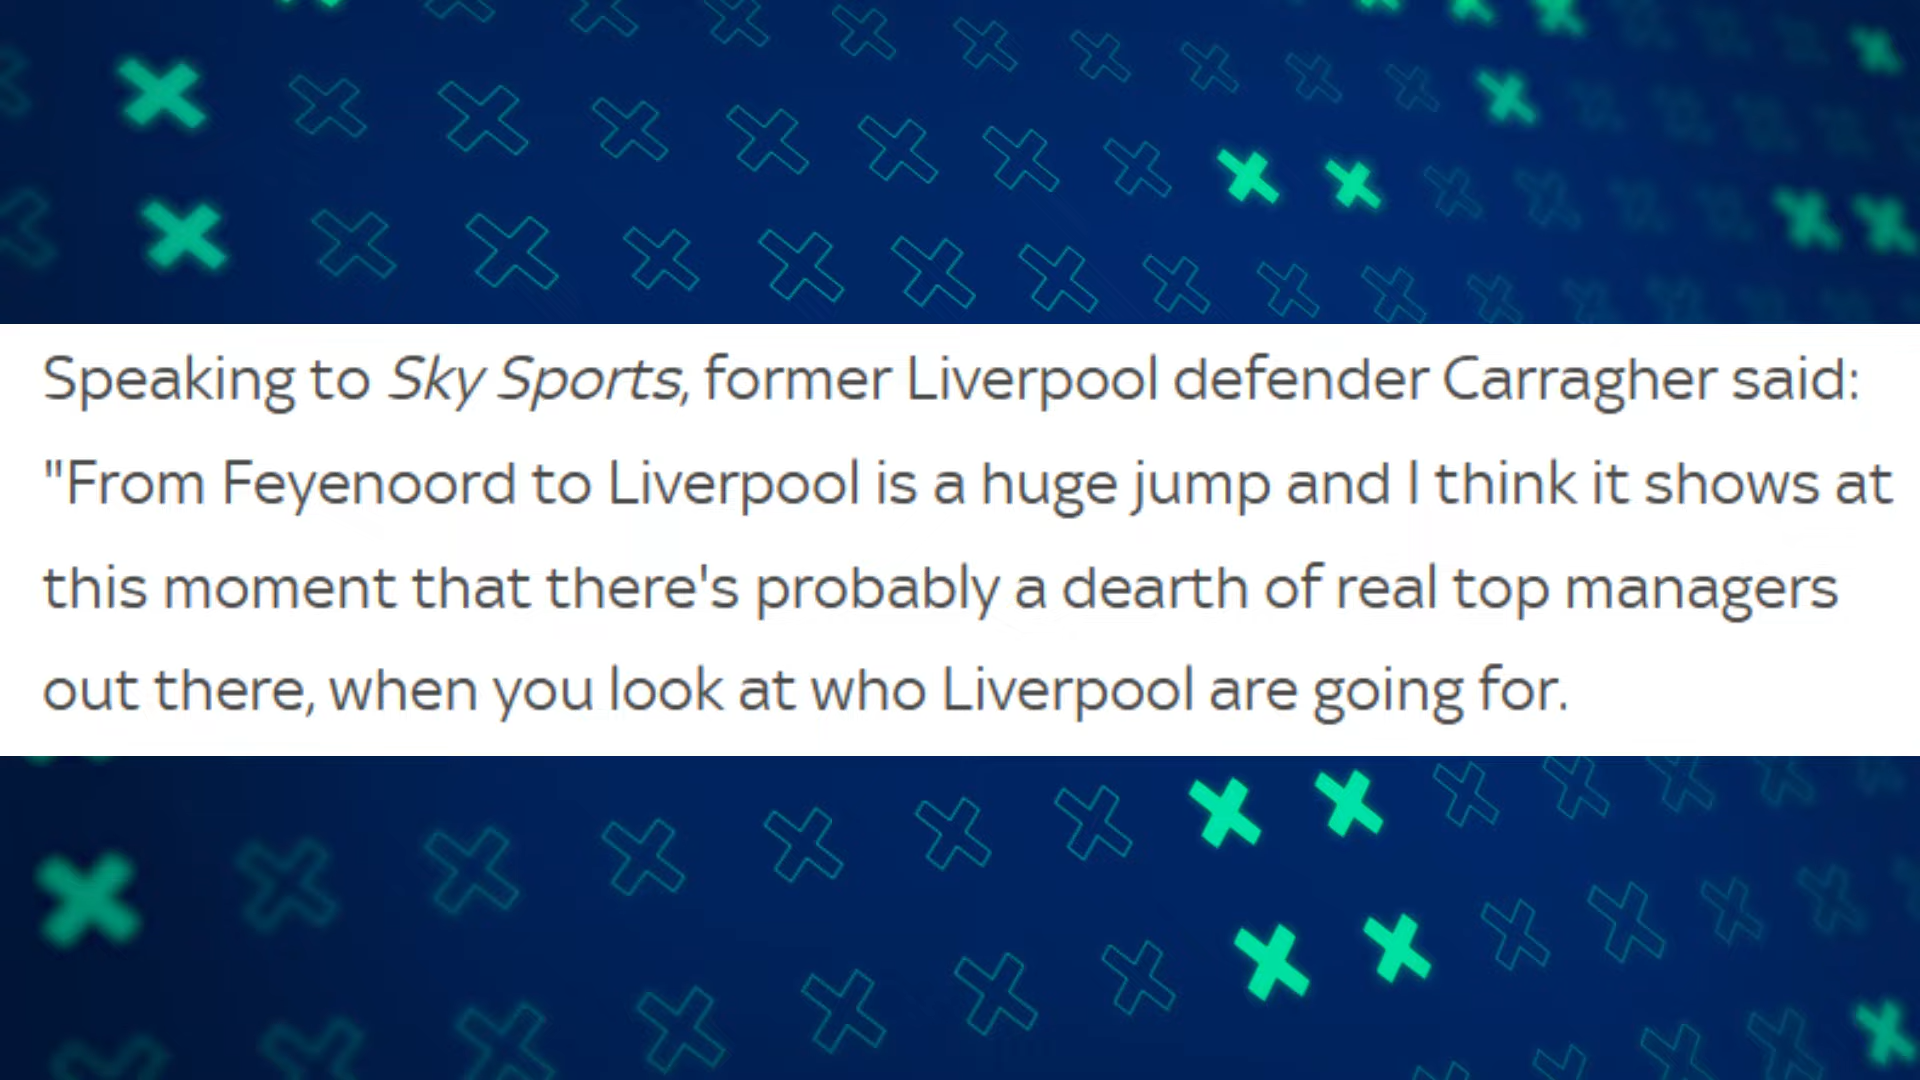 Speaking to Sky Sports, former Liverpool defender Carragher said:
"From Feyenoord to Liverpool is a huge jump and I think it shows at
this moment that there's probably a dearth of real top managers
out there, when you look at who Liverpool are going for.